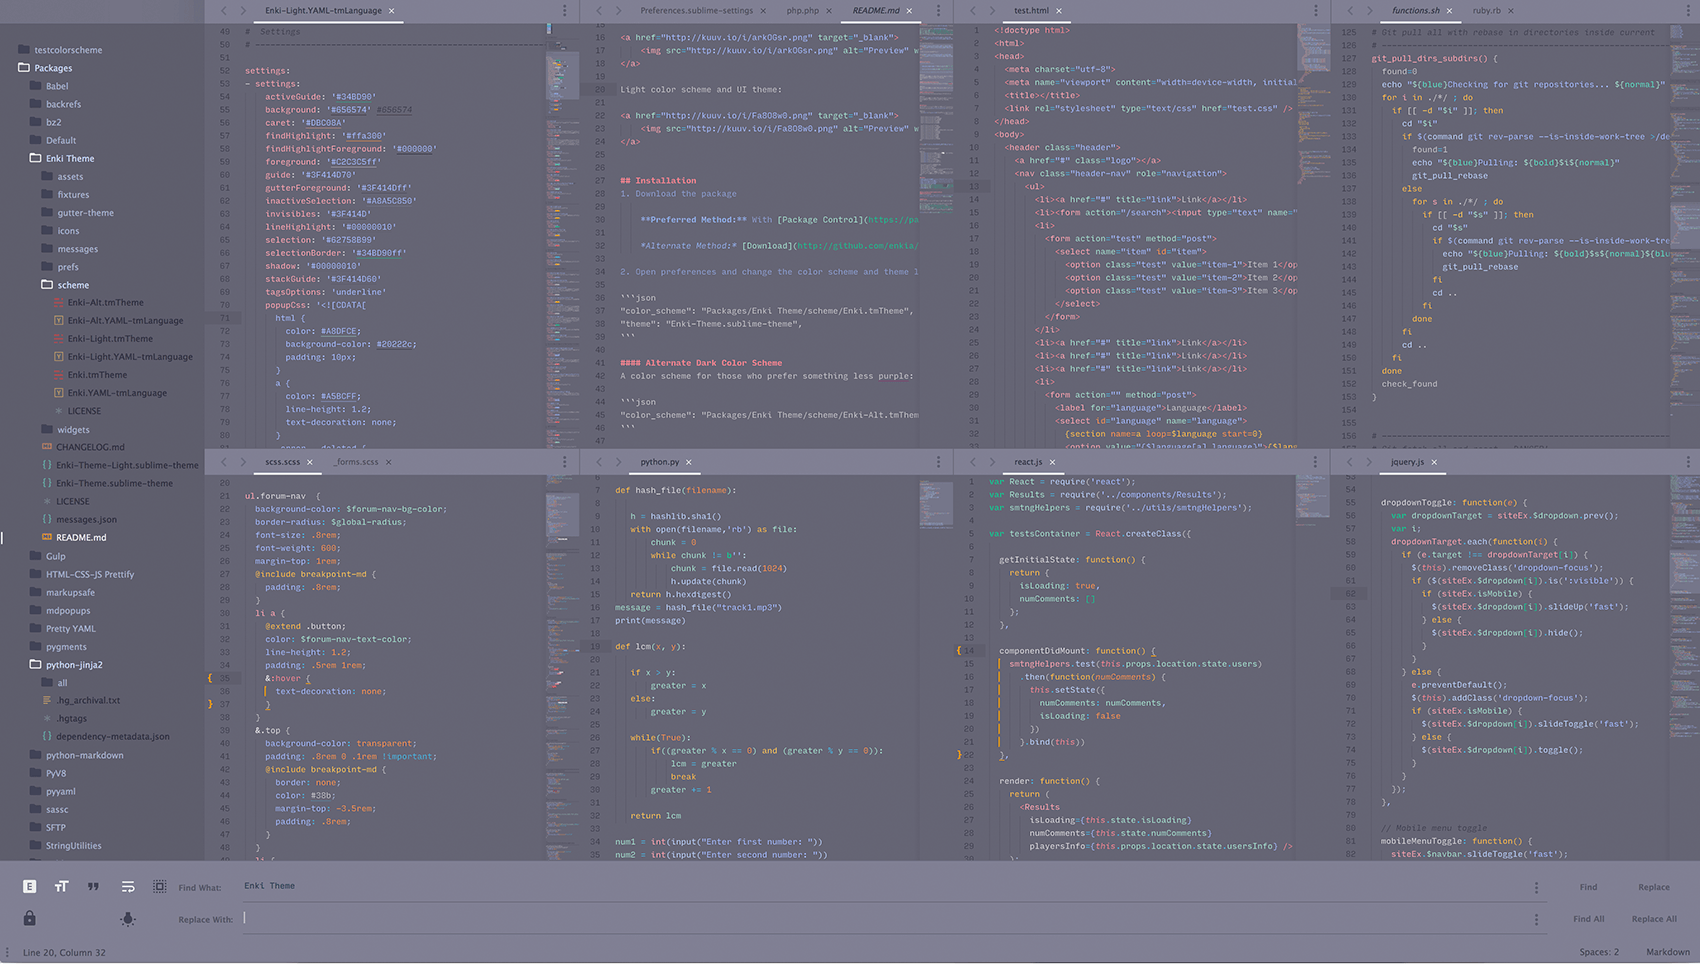 testcolorscheme
Packages
Babel
backrefs
bz2
Default
Enki Theme
assets
fixtures
gutter-theme
icons
messages
prefs
scheme
Enki-Alt.tmTheme
Enki-Alt.YAML-tmLanguage
Enki-Light.tmTheme
Enki-Light.YAML-tmLanguage
Enki.tmTheme
Enki.YAML-tmLanguage
LICENSE
widgets
CHANGELOG.md
Enki-Theme-Light.sublime-theme
Enki-Theme.sublime-theme
LICENSE
messages.json
README.md
Gulp
HTML-CSS-JS Prettify
markupsafe
mdpopups
Pretty YAML
pygments
python-jinja2
all
.hg_archival.txt
.hgtags
dependency-metadata.json
python-markdown
PyV8
pyyaml
sassc
SFTP
StringUtilities
Enki-Light.YAML-tmLanguage ×
49 # Settings
50 # ----------
51
52 settings:
53 - settings:
54 activeGuide: '#34BD90'
55 background: '#656574' #656574
56 caret: '#DBC08A'
57 findHighlight: '#ffa300'
58 findHighlightForeground: '#000000'
59 foreground: '#C2C3C5ff'
60 guide: '#3F414D70'
61 gutterForeground: '#3F414Dff'
62 inactiveSelection: '#A8A5C850'
63 invisibles: '#3F414D'
64 lineHighlight: '#00000010'
65 selection: '#62758B99'
66 selectionBorder: '#34BD90ff'
67 shadow: '#00000010'
68 stackGuide: '#3F414D60'
69 tagsOptions: 'underline'
70 popupCss: '<![CDATA[
71 html {
72 color: #A8DFCE;
73 background-color: #20222c;
74 padding: 10px;
75 }
76 a {
77 color: #A5BCFF;
78 line-height: 1.2;
79 text-decoration: none;
80 }
Preferences.sublime-settings × php.php × README.md ×
16 <a href="http://kuuv.io/i/arkOGsr.png" target="_blank">
17 <img src="http://kuuv.io/i/arkOGsr.png" alt="Preview" w
18 </a>
19
20 Light color scheme and UI theme:
21
22 <a href="http://kuuv.io/i/Fa8O8w0.png" target="_blank">
23 <img src="http://kuuv.io/i/Fa8O8w0.png" alt="Preview" w
24 </a>
25
26
27 ## Installation
28 1. Download the package
29
30 **Preferred Method:** With [Package Control](https://pa
31
32 *Alternate Method:* [Download](http://github.com/enkia/
33
34 2. Open preferences and change the color scheme and theme l
35
36 ```json
37 "color_scheme": "Packages/Enki Theme/scheme/Enki.tmTheme",
38 "theme": "Enki-Theme.sublime-theme",
39 ```
40
41 #### Alternate Dark Color Scheme
42 A color scheme for those who prefer something less purple:
43
44 ```json
45 "color_scheme": "Packages/Enki Theme/scheme/Enki-Alt.tmThem
46 ```
47
test.html ×
1 <!doctype html>
2 <html>
3 <head>
4 <meta charset="utf-8">
5 <meta name="viewport" content="width=device-width, initial
6 <title></title>
7 <link rel="stylesheet" type="text/css" href="test.css" />
8 </head>
9 <body>
10 <header class="header">
11 <a href="#" class="logo"></a>
12 <nav class="header-nav" role="navigation">
13 <ul>
14 <li><a href="#" title="link">Link</a></li>
15 <li><form action="/search"><input type="text" name="
16 <li>
17 <form action="test" method="post">
18 <select name="item" id="item">
19 <option class="test" value="item-1">Item 1</op
20 <option class="test" value="item-2">Item 2</op
21 <option class="test" value="item-3">Item 3</op
22 </select>
23 </form>
24 </li>
25 <li><a href="#" title="link">Link</a></li>
26 <li><a href="#" title="link">Link</a></li>
27 <li><a href="#" title="link">Link</a></li>
28 <li>
29 <form action="" method="post">
30 <label for="language">Language</label>
31 <select id="language" name="language">
32 {section name=a loop=$language start=0}
33 <option value="{$language[a].language}">{$lan
functions.sh × ruby.rb ×
125 # Git pull all with rebase in directories inside current
126 # ----------
127 git_pull_dirs_subdirs() {
128 found=0
129 echo "${blue}Checking for git repositories... ${normal}"
130 for i in ./*/ ; do
131 if [[ -d "$i" ]]; then
132 cd "$i"
133 if $(command git rev-parse --is-inside-work-tree >/de
134 found=1
135 echo "${blue}Pulling: ${bold}$i${normal}"
136 git_pull_rebase
137 else
138 for s in ./*/ ; do
139 if [[ -d "$s" ]]; then
140 cd "$s"
141 if $(command git rev-parse --is-inside-work-tre
142 echo "${blue}Pulling: ${bold}$s${normal}${blu
143 git_pull_rebase
144 fi
145 cd ..
146 fi
147 done
148 fi
149 cd ..
150 fi
151 done
152 check_found
153 }
154
155
156 # ----------
scss.scss × _forms.scss ×
20
21 ul.forum-nav {
22 background-color: $forum-nav-bg-color;
23 border-radius: $global-radius;
24 font-size: .8rem;
25 font-weight: 600;
26 margin-top: 1rem;
27 @include breakpoint-md {
28 padding: .8rem;
29 }
30 li a {
31 @extend .button;
32 color: $forum-nav-text-color;
33 line-height: 1.2;
34 padding: .5rem 1rem;
35 &:hover {
36 text-decoration: none;
37 }
38 }
39 &.top {
40 background-color: transparent;
41 padding: .8rem 0 .1rem !important;
42 @include breakpoint-md {
43 border: none;
44 color: #38b;
45 margin-top: -3.5rem;
46 padding: .8rem;
47 }
48 }
49 li {
python.py ×
7 def hash_file(filename):
8
9 h = hashlib.sha1()
10 with open(filename,'rb') as file:
11 chunk = 0
12 while chunk != b'':
13 chunk = file.read(1024)
14 h.update(chunk)
15 return h.hexdigest()
16 message = hash_file("track1.mp3")
17 print(message)
18
19 def lcm(x, y):
20
21 if x > y:
22 greater = x
23 else:
24 greater = y
25
26 while(True):
27 if((greater % x == 0) and (greater % y == 0)):
28 lcm = greater
29 break
30 greater += 1
31
32 return lcm
33
34 num1 = int(input("Enter first number: "))
35 num2 = int(input("Enter second number: "))
react.js ×
1 var React = require('react');
2 var Results = require('../components/Results');
3 var smtngHelpers = require('../utils/smtngHelpers');
4
5 var testsContainer = React.createClass({
6
7 getInitialState: function() {
8 return {
9 isLoading: true,
10 numComments: []
11 };
12 },
13
14 componentDidMount: function() {
15 smtngHelpers.test(this.props.location.state.users)
16 .then(function(numComments) {
17 this.setState({
18 numComments: numComments,
19 isLoading: false
20 })
21 }.bind(this))
22 },
23
24 render: function() {
25 return (
26 <Results
27 isLoading={this.state.isLoading}
28 numComments={this.state.numComments}
29 playersInfo={this.props.location.state.usersInfo} />
30 );
jquery.js ×
54
55 dropdownToggle: function(e) {
56 var dropdownTarget = siteEx.$dropdown.prev();
57 var i;
58 dropdownTarget.each(function(i) {
59 if (e.target !== dropdownTarget[i]) {
60 $(this).removeClass('dropdown-focus');
61 if ($(siteEx.$dropdown[i]).is(':visible')) {
62 if (siteEx.isMobile) {
63 $(siteEx.$dropdown[i]).slideUp('fast');
64 } else {
65 $(siteEx.$dropdown[i]).hide();
66 }
67 }
68 } else {
69 e.preventDefault();
70 $(this).addClass('dropdown-focus');
71 if (siteEx.isMobile) {
72 $(siteEx.$dropdown[i]).slideToggle('fast');
73 } else {
74 $(siteEx.$dropdown[i]).toggle();
75 }
76 }
77 });
78 },
79
80 // Mobile menu toggle
81 mobileMenuToggle: function() {
82 siteEx.$navbar.slideToggle('fast');
Find What: Enki Theme Find Replace
Replace With: Find All Replace All
Line 20, Column 32 Spaces: 2 Markdown